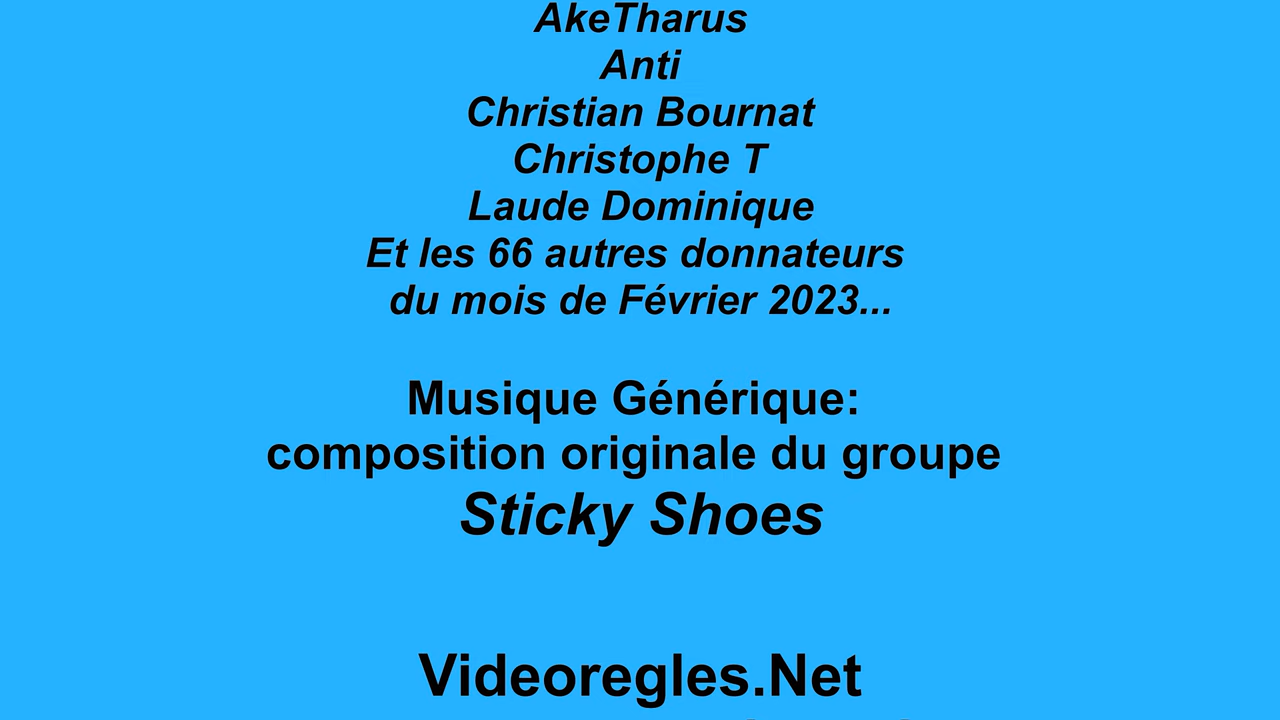 AkeTharus
Anti
Christian Bournat
Christophe T
Laude Dominique
Et les 66 autres donnateurs
du mois de Février 2023...
Musique Générique:
composition originale du groupe
Sticky Shoes
Videoregles.Net